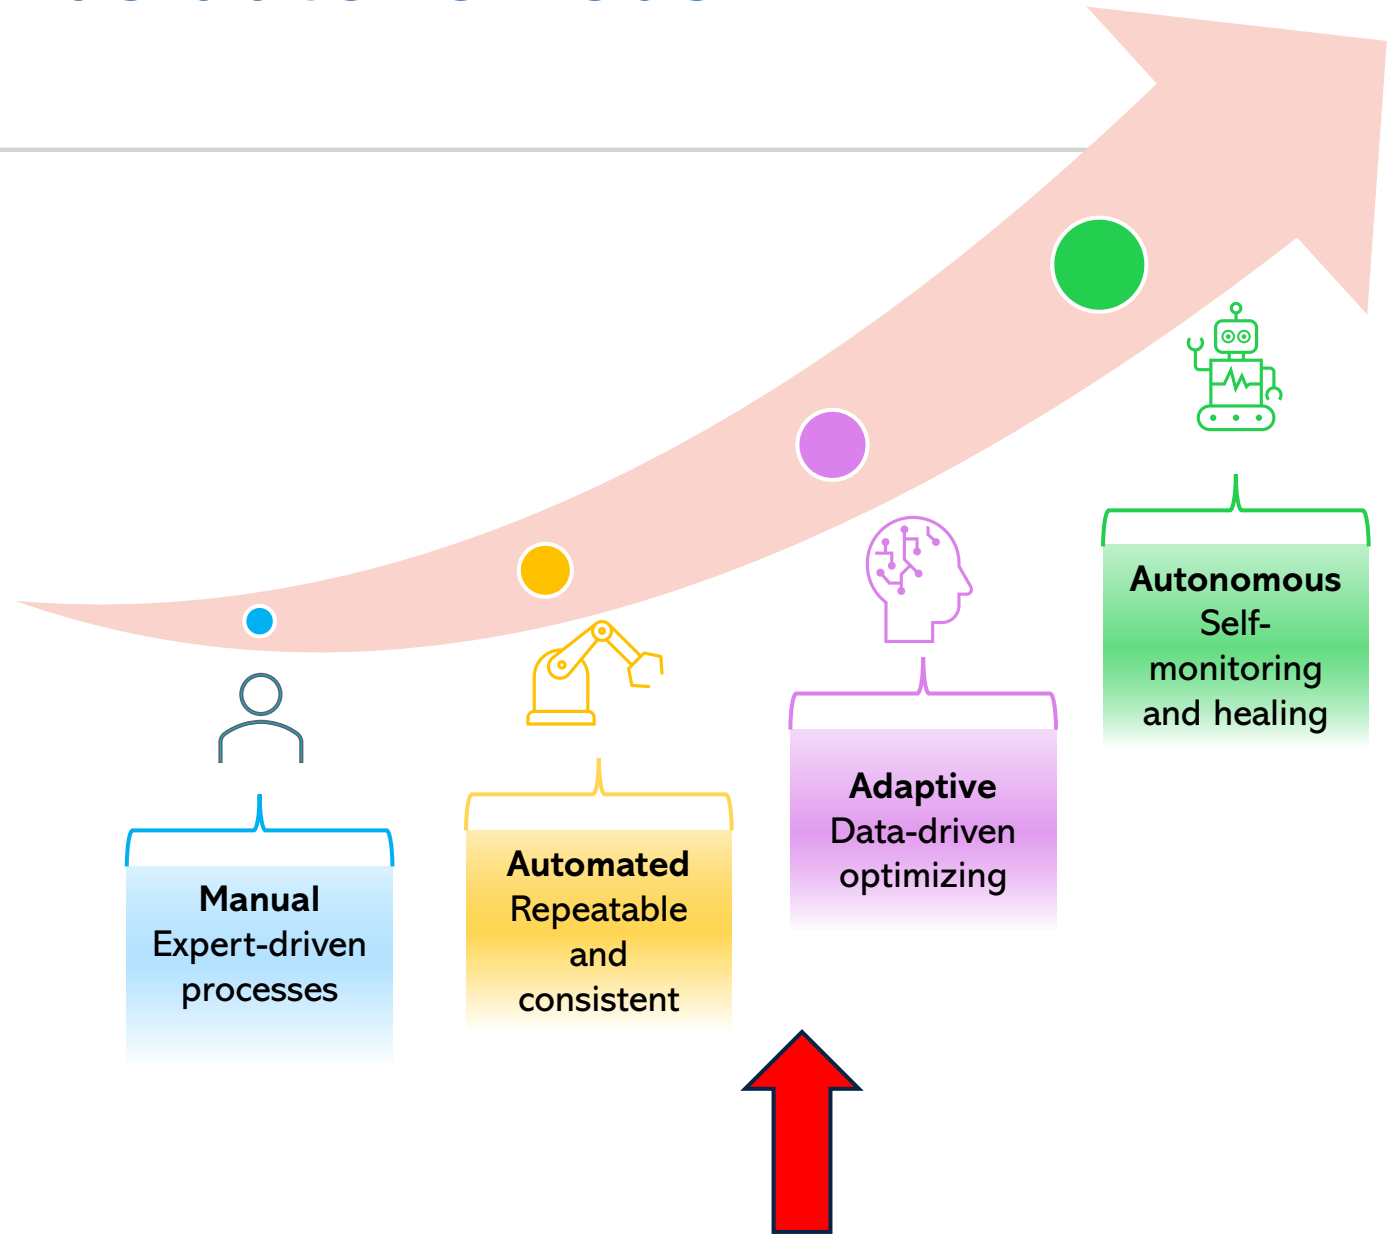 Manual
Expert-driven
processes
Automated
Repeatable
and
consistent
Adaptive
Data-driven
optimizing
Autonomous
Self-
monitoring
and healing